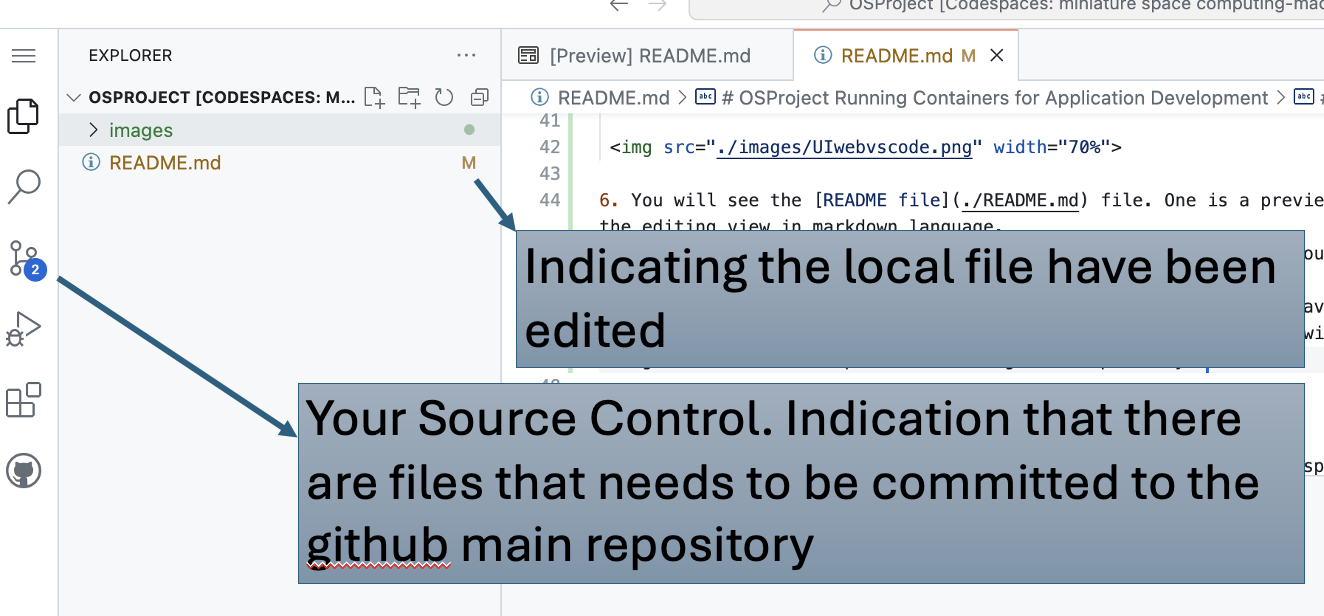 OSProject [Codespaces: miniature space computing-mac
EXPLORER
[Preview] README.md
README.md M
OSPROJECT [CODESPACES: M...
README.md > # OSProject Running Containers for Application Development >
images
README.md M
41
42 <img src="./images/UIwebvscode.png" width="70%">
43
44 6. You will see the [README file](./README.md) file. One is a previe
the editing view in markdown language.
Indicating the local file have been
edited
2
Your Source Control. Indication that there
are files that needs to be committed to the
github main repository